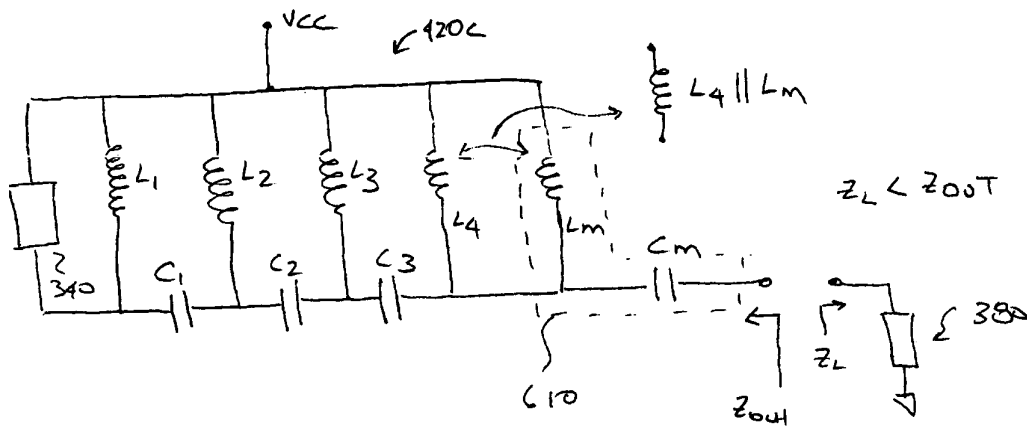 VCC
420C
L4 || Lm
L1
L2
L3
L4
Lm
ZL < ZOUT
340
C1
C2
C3
Cm
380
ZL
Zout
610